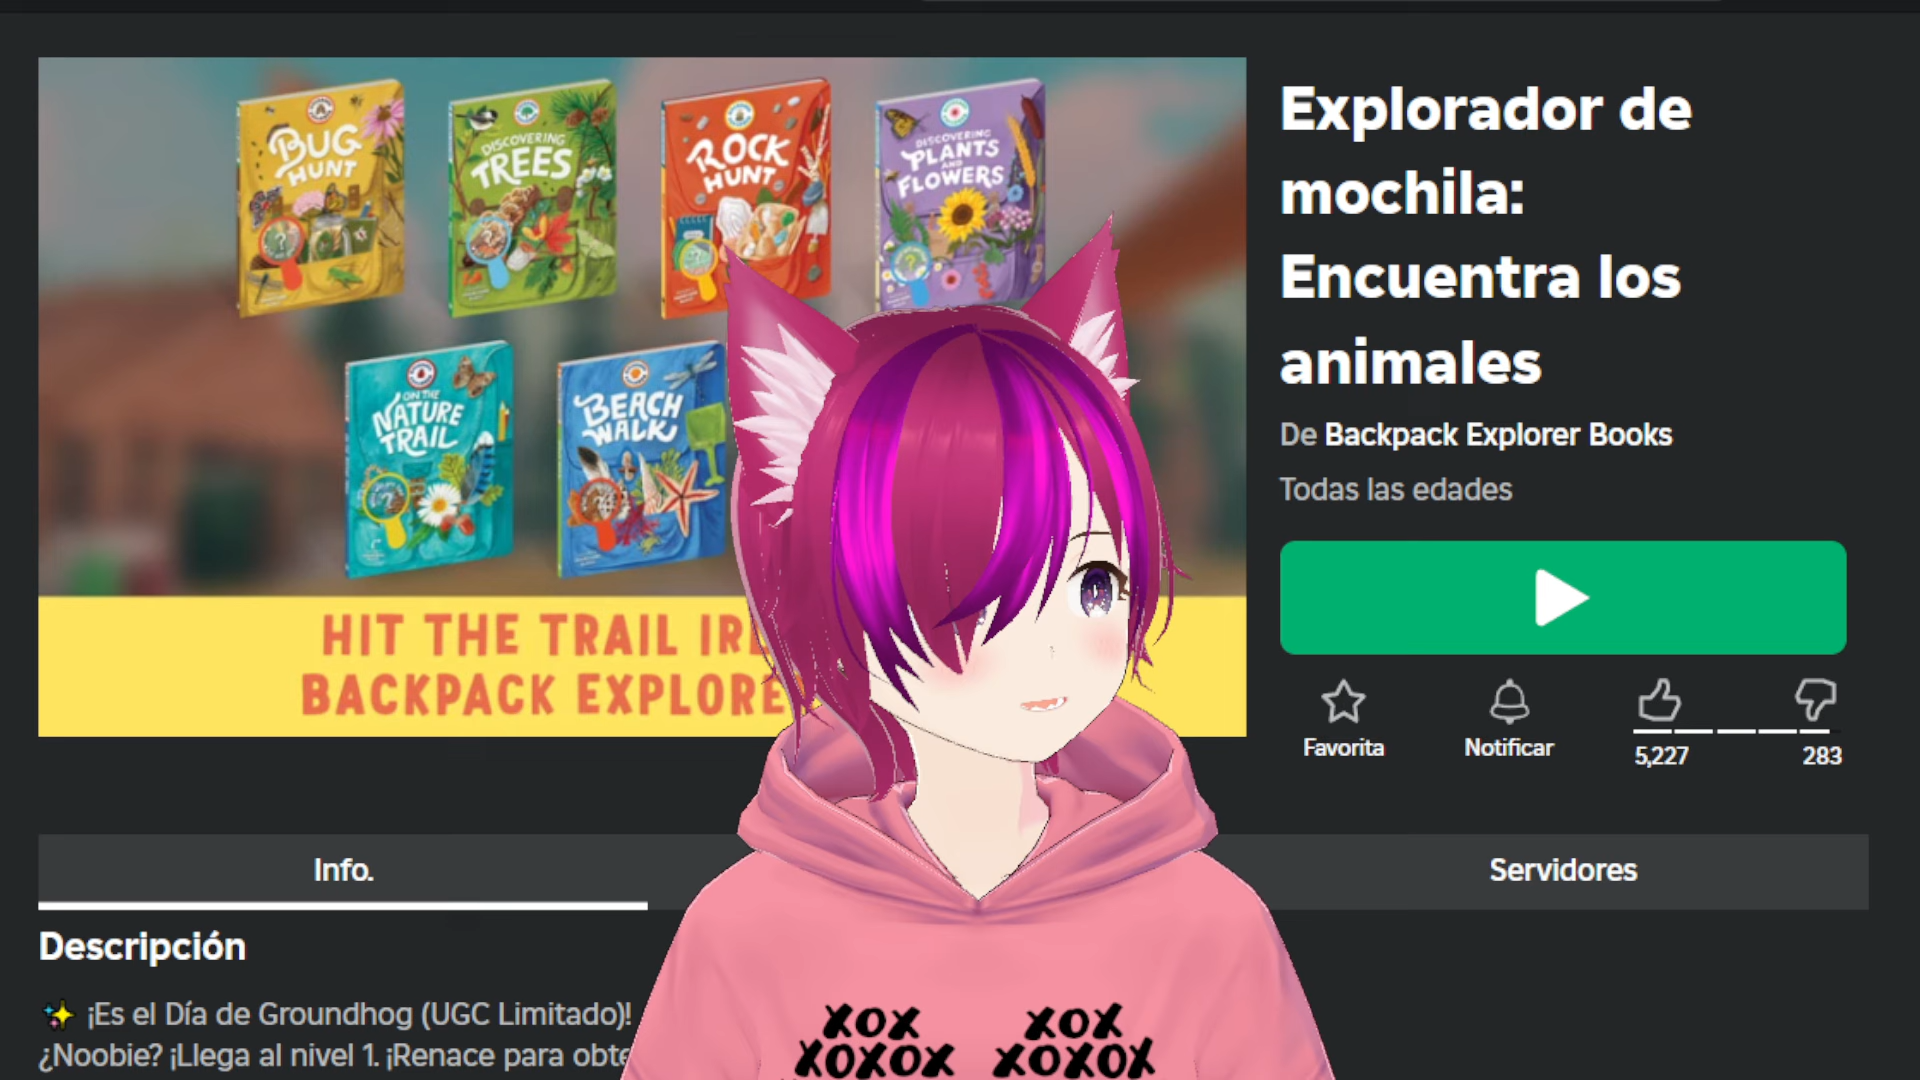 BUG
HUNT
DISCOVERING
TREES
ROCK
HUNT
DISCOVERING
PLANTS
AND
FLOWERS
ON THE
NATURE
TRAIL
BEACH
WALK
HIT THE TRAIL
BACKPACK
Explorador de
mochila:
Encuentra los
animales
De Backpack Explorer Books
Todas las edades
Favorita
Notificar
5,227
283
Info.
Servidores
Descripción
✨ ¡Es el Día de Groundhog (UGC Limitado)!
¿Noobie? ¡Llega al nivel 1. ¡Renace para obte
XOX XOX
XOXOX XOXOX